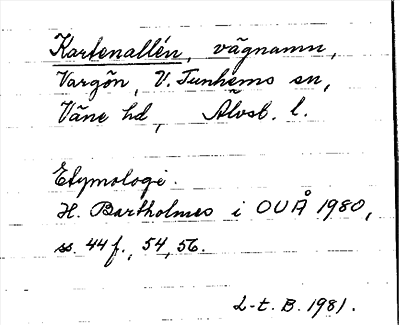 Kartenallén, vägnamn,
Vargön, V. Tunhems sn,
Väne hd, Älvsb. l.
Etymologi.
H. Bartholmes i OUÅ 1980,
ss. 44 f., 54, 56.
L-t. B. 1981.